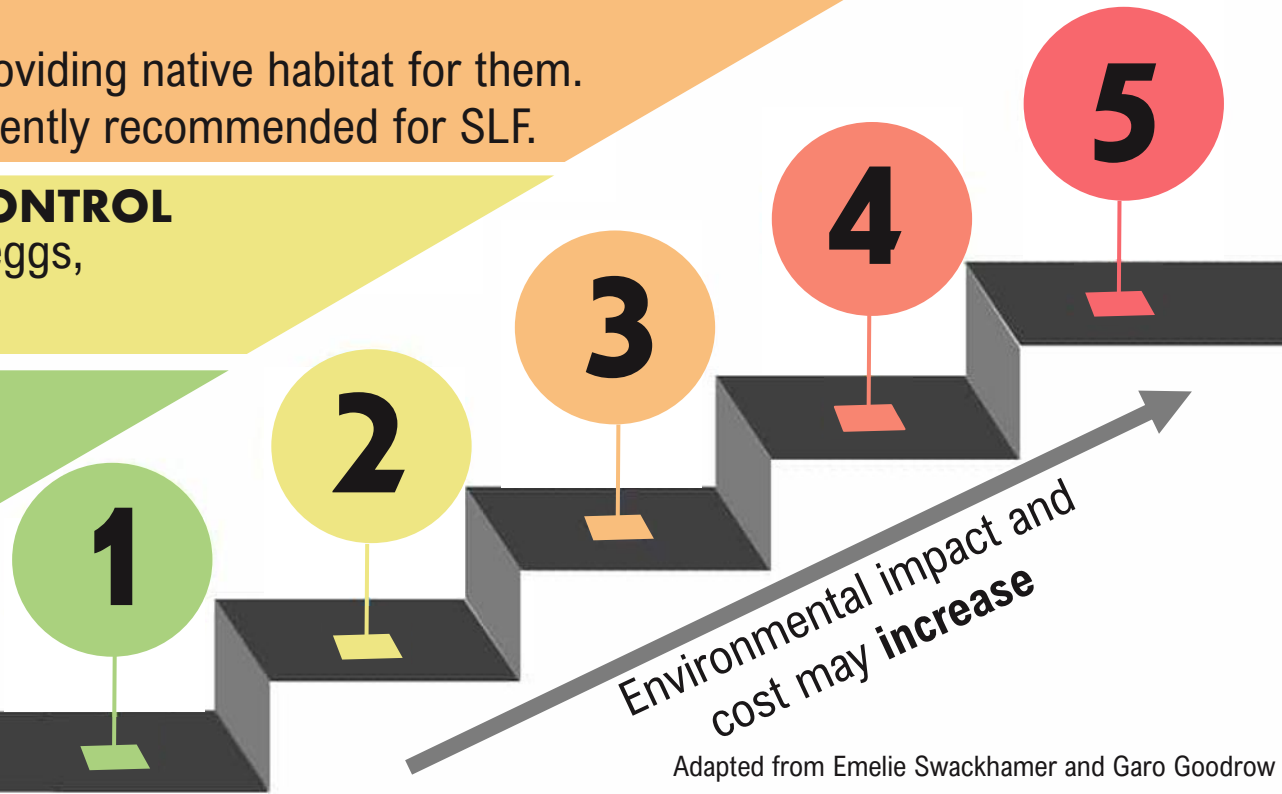 oviding native habitat for them.
ently recommended for SLF.
ONTROL
eggs,
1
2
3
4
5
Environmental impact and
cost may increase
Adapted from Emelie Swackhamer and Garo Goodrow